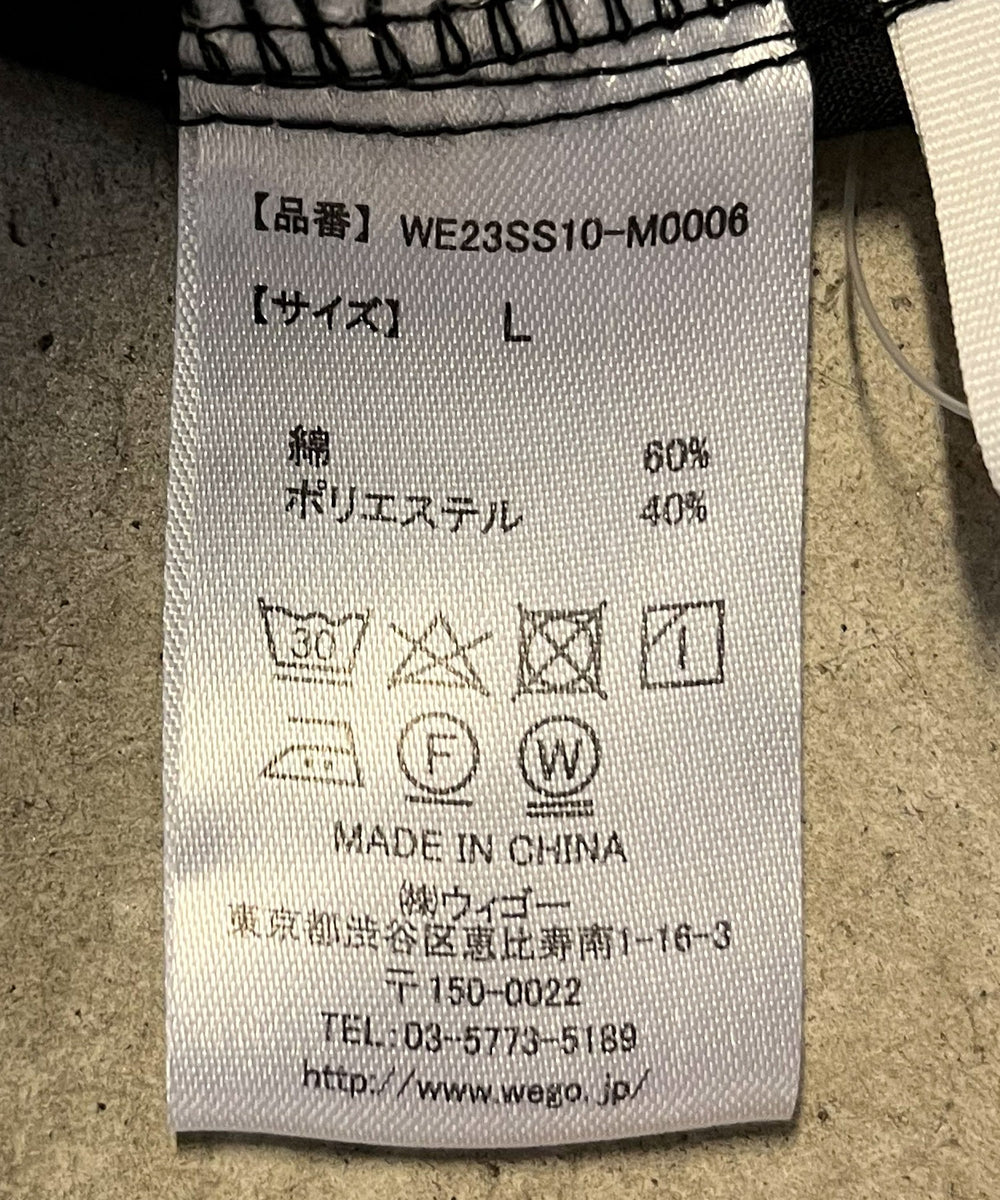 【品番】 WE23SS10-M0006
【サイズ】 L
綿 60%
ポリエステル 40%
30
F W
MADE IN CHINA
㈱ウィゴー
東京都渋谷区恵比寿南1-16-3
〒150-0022
TEL:03-5773-5189
http://www.wego.jp/